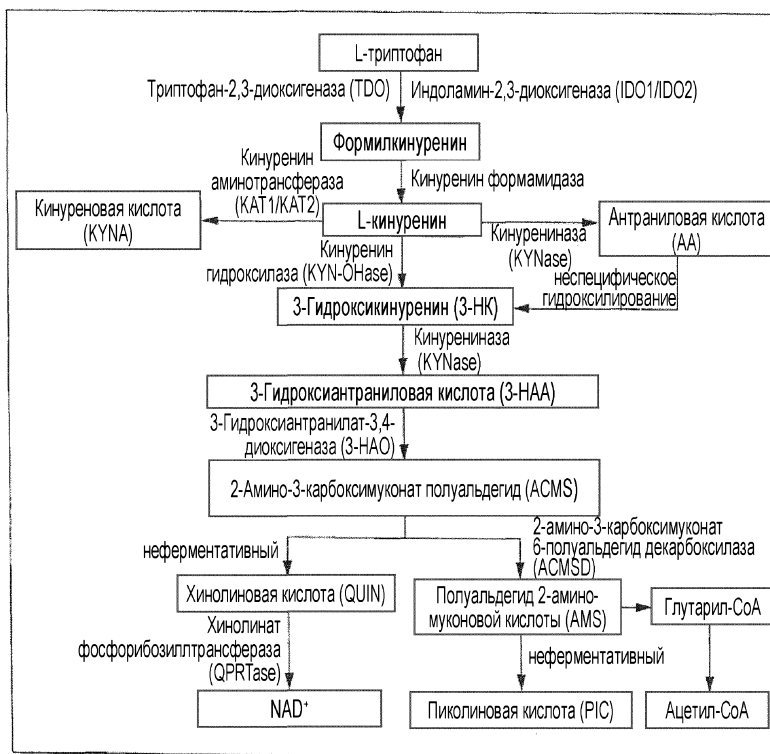 L-триптофан
Триптофан-2,3-диоксигеназа (TDO)
Индоламин-2,3-диоксигеназа (IDO1/IDO2)
Формилкинуренин
Кинуренин
аминотрансфераза
(KAT1/KAT2)
Кинуренин формамидаза
Кинуреновая кислота
(KYNA)
L-кинуренин
Антраниловая кислота
(AA)
Кинурениназа
(KYNase)
Кинуренин
гидроксилаза (KYN-OHase)
неспецифическое
гидроксилирование
3-Гидроксикинуренин (3-НК)
Кинурениназа
(KYNase)
3-Гидроксиантраниловая кислота (3-HAA)
3-Гидроксиантранилат-3,4-
диоксигеназа (3-HAO)
2-Амино-3-карбоксимуконат полуальдегид (ACMS)
неферментативный
2-амино-3-карбоксимуконат
6-полуальдегид декарбоксилаза
(ACMSD)
Хинолиновая кислота (QUIN)
Полуальдегид 2-амино-
муконовой кислоты (AMS)
Глутарил-CoA
Хинолинат
фосфорибозиллтрансфераза
(QPRTase)
неферментативный
NAD⁺
Пиколиновая кислота (PIC)
Ацетил-CoA